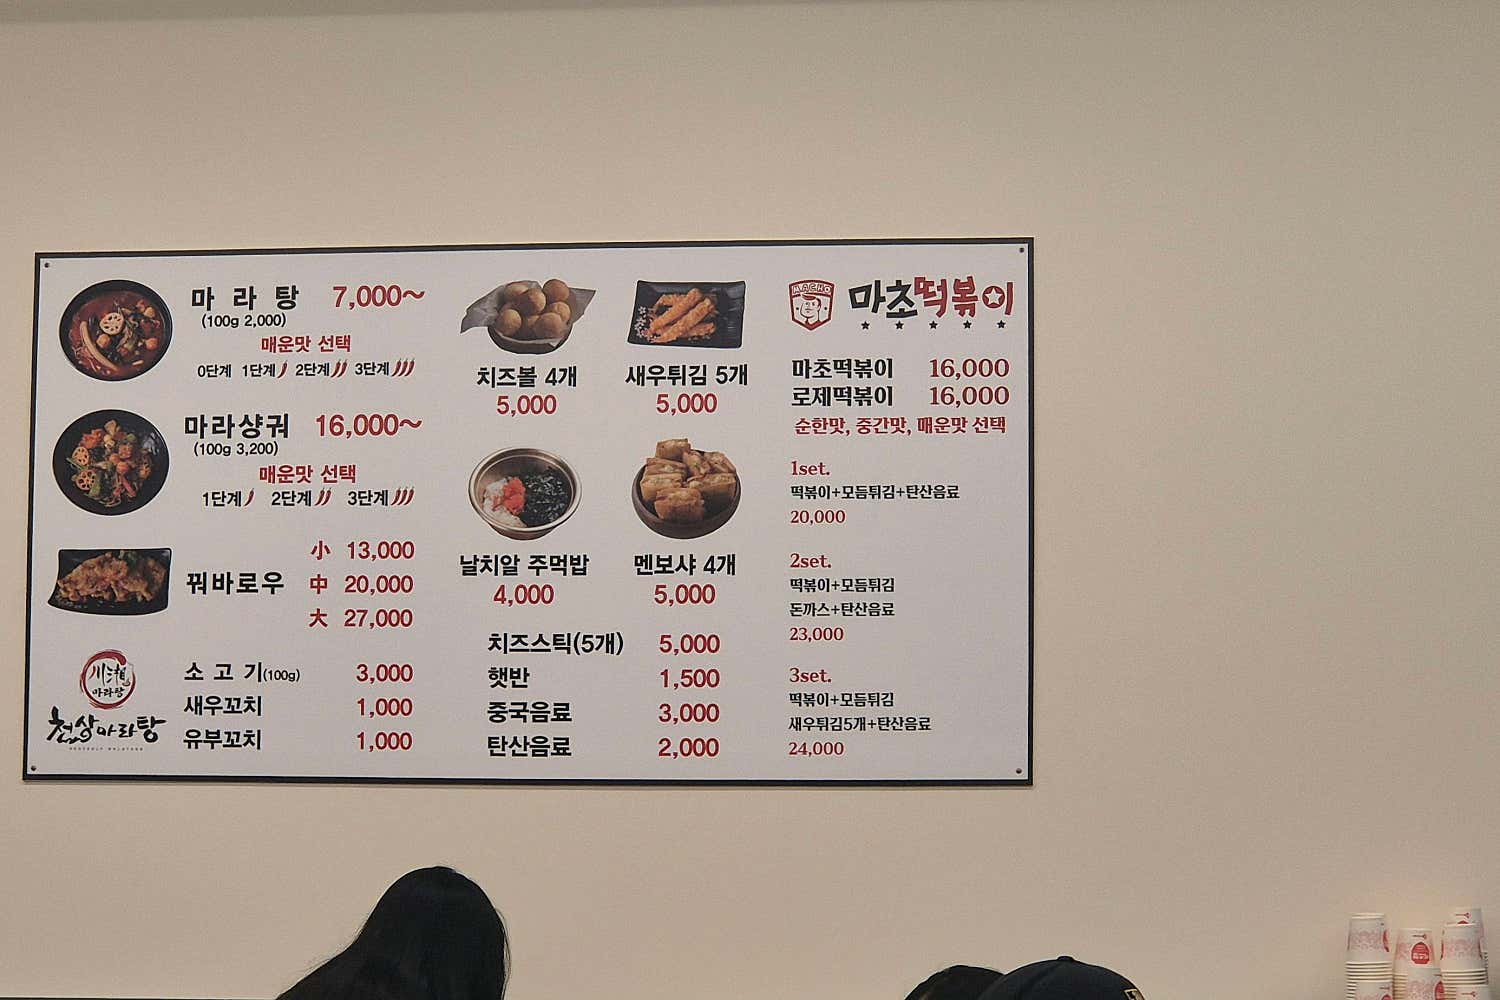 마라탕 7,000~
(100g 2,000)
매운맛 선택
0단계 1단계 2단계 3단계
마라샹궈 16,000~
(100g 3,200)
매운맛 선택
1단계 2단계 3단계
꿔바로우
小 13,000
中 20,000
大 27,000
川湘
마라탕
천상마라탕
소고기(100g) 3,000
새우꼬치 1,000
유부꼬치 1,000
치즈볼 4개
5,000
새우튀김 5개
5,000
날치알 주먹밥
4,000
멘보샤 4개
5,000
치즈스틱(5개) 5,000
햇반 1,500
중국음료 3,000
탄산음료 2,000
MACHO
마초떡볶이
마초떡볶이 16,000
로제떡볶이 16,000
순한맛, 중간맛, 매운맛 선택
1set.
떡볶이+모듬튀김+탄산음료
20,000
2set.
떡볶이+모듬튀김
돈까스+탄산음료
23,000
3set.
떡볶이+모듬튀김
새우튀김5개+탄산음료
24,000